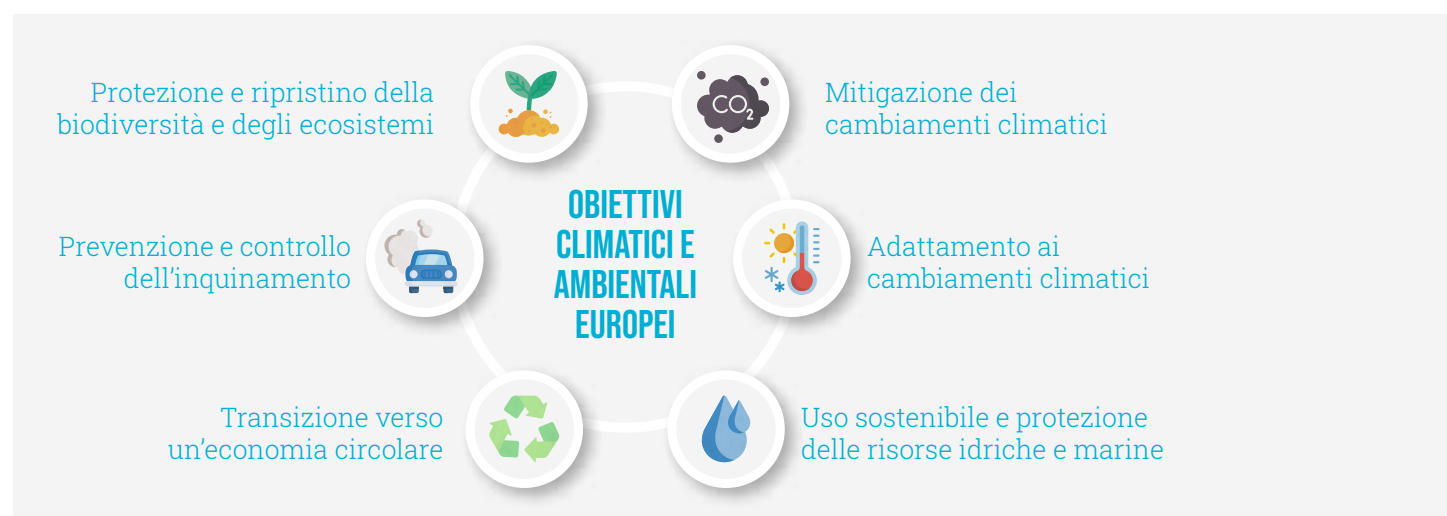 Protezione e ripristino della
biodiversità e degli ecosistemi
CO2
Mitigazione dei
cambiamenti climatici
Prevenzione e controllo
dell'inquinamento
OBIETTIVI
CLIMATICI E
AMBIENTALI
EUROPEI
Adattamento ai
cambiamenti climatici
Transizione verso
un'economia circolare
Uso sostenibile e protezione
delle risorse idriche e marine